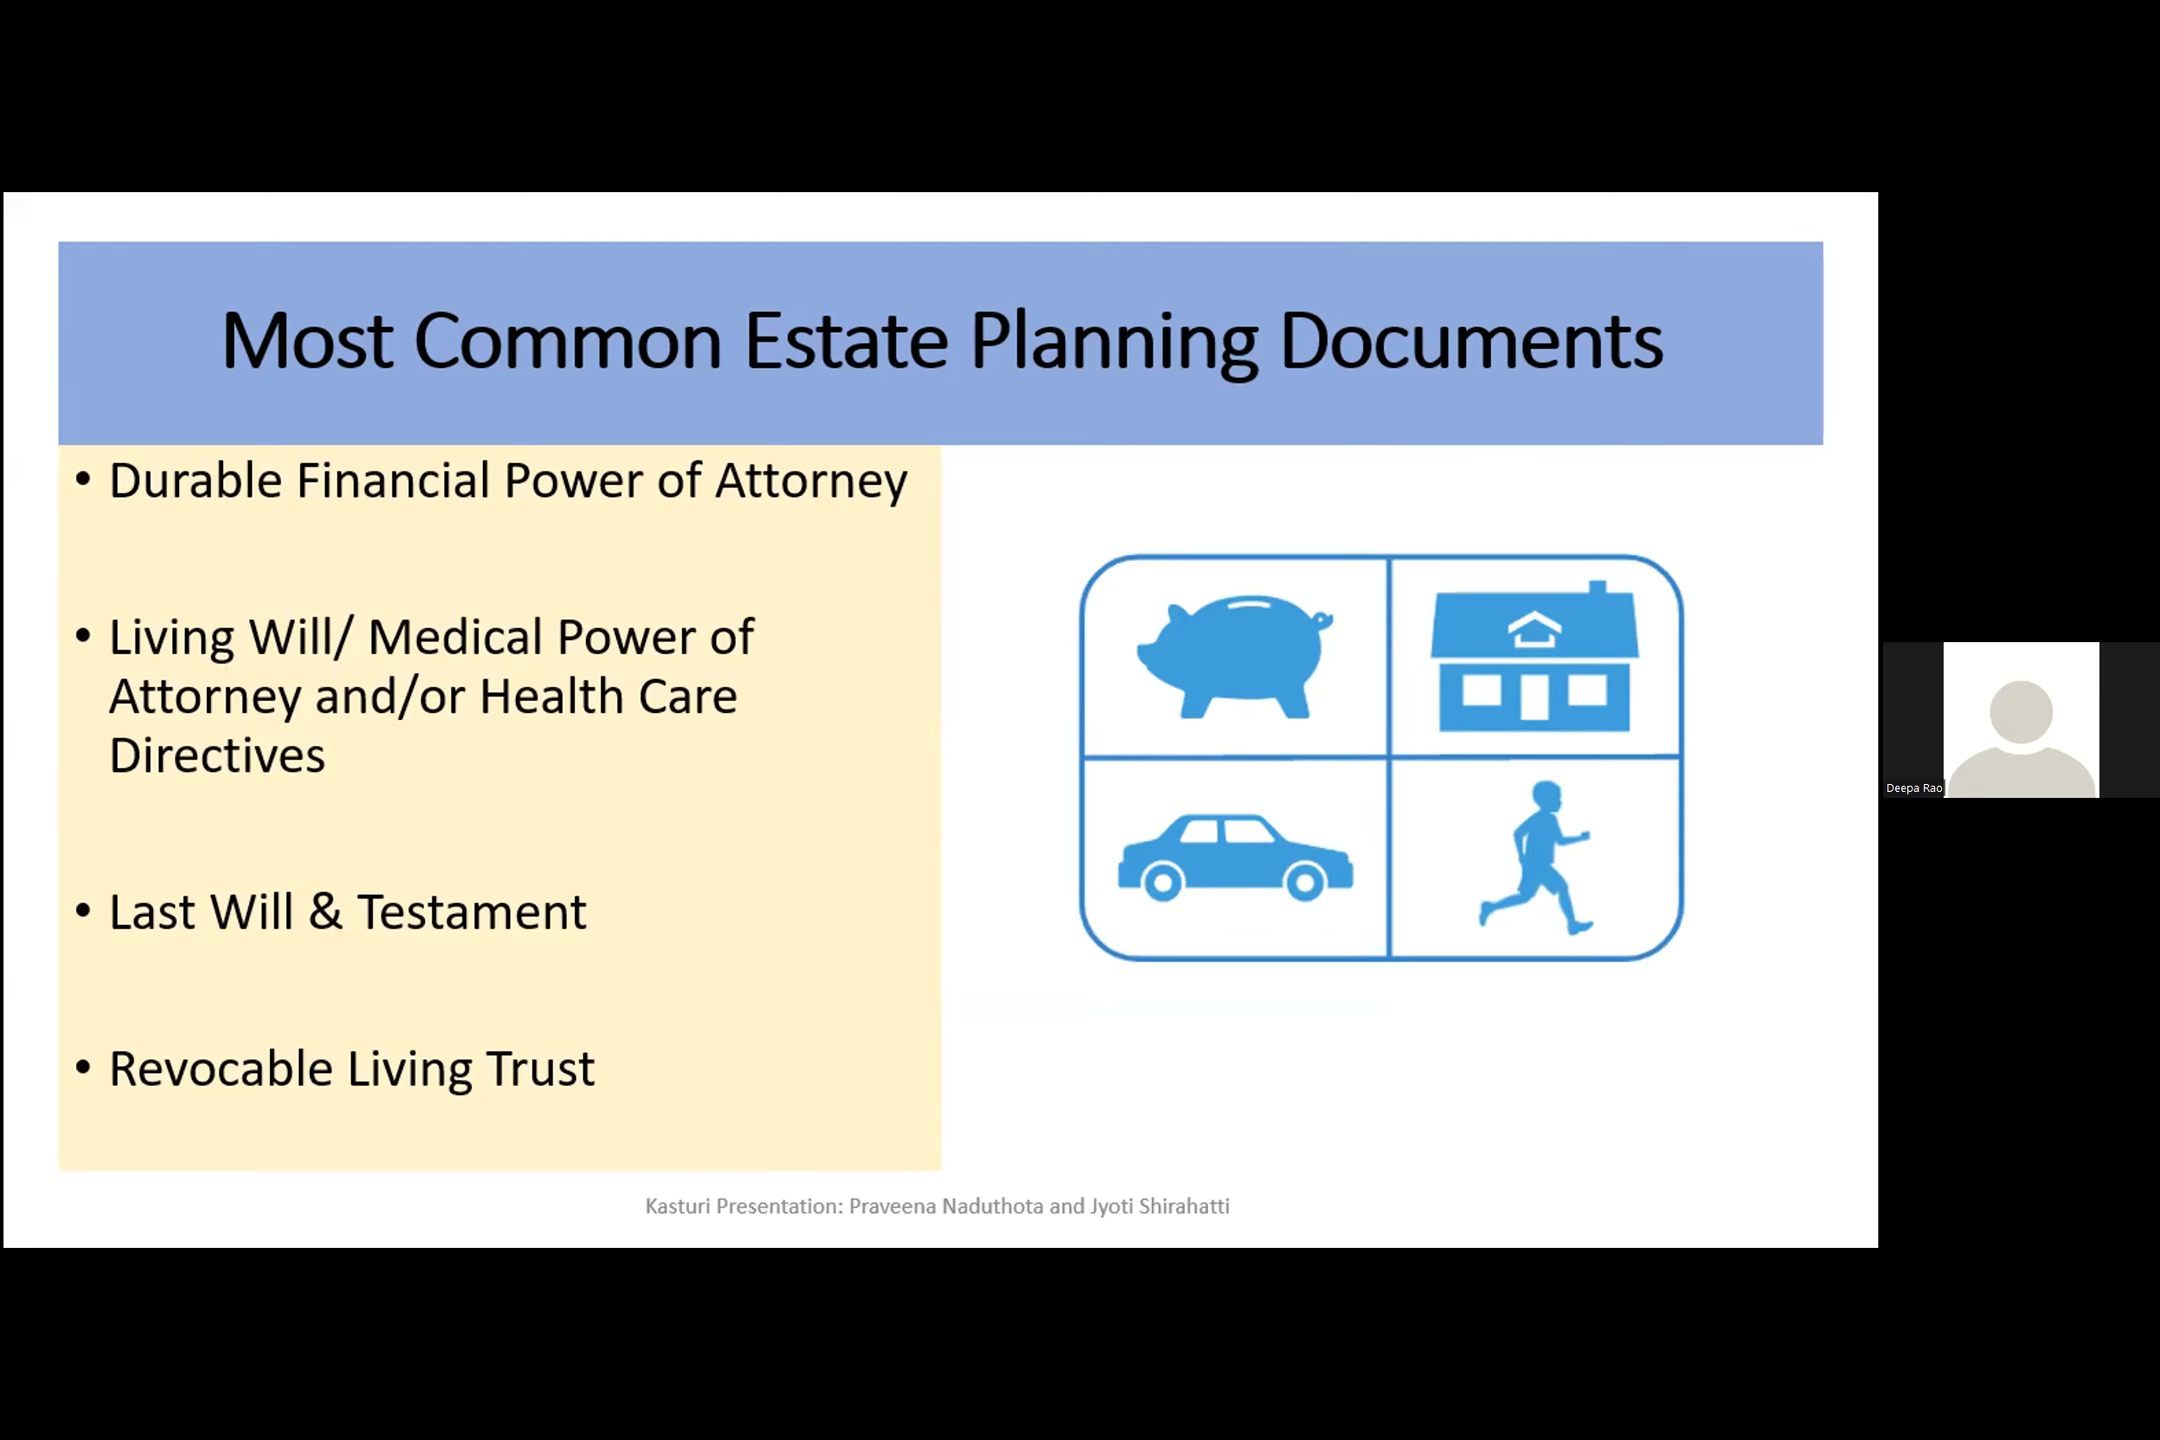 Most Common Estate Planning Documents
• Durable Financial Power of Attorney
• Living Will/ Medical Power of
Attorney and/or Health Care
Directives
• Last Will & Testament
• Revocable Living Trust
Kasturi Presentation: Praveena Naduthota and Jyoti Shirahatti
Deepa Rao